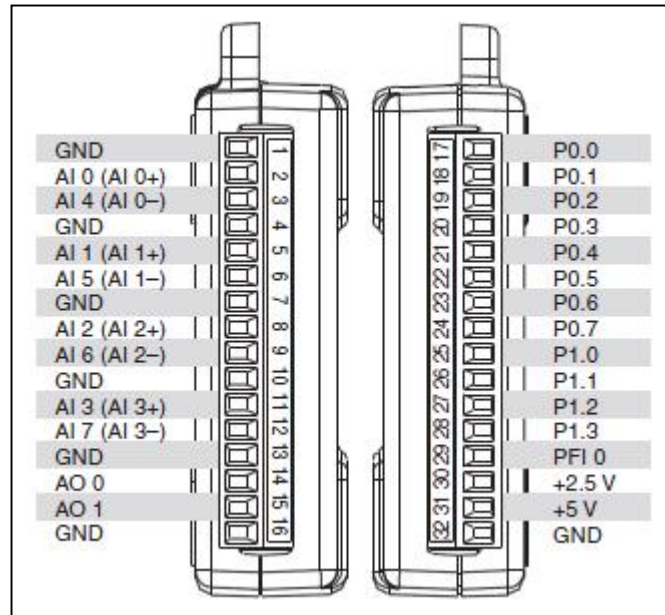 GND 1
AI 0 (AI 0+) 2
AI 4 (AI 0–) 3
GND 4
AI 1 (AI 1+) 5
AI 5 (AI 1–) 6
GND 7
AI 2 (AI 2+) 8
AI 6 (AI 2–) 9
GND 10
AI 3 (AI 3+) 11
AI 7 (AI 3–) 12
GND 13
AO 0 14
AO 1 15
GND 16
17 P0.0
18 P0.1
19 P0.2
20 P0.3
21 P0.4
22 P0.5
23 P0.6
24 P0.7
25 P1.0
26 P1.1
27 P1.2
28 P1.3
29 PFI 0
30 +2.5 V
31 +5 V
32 GND